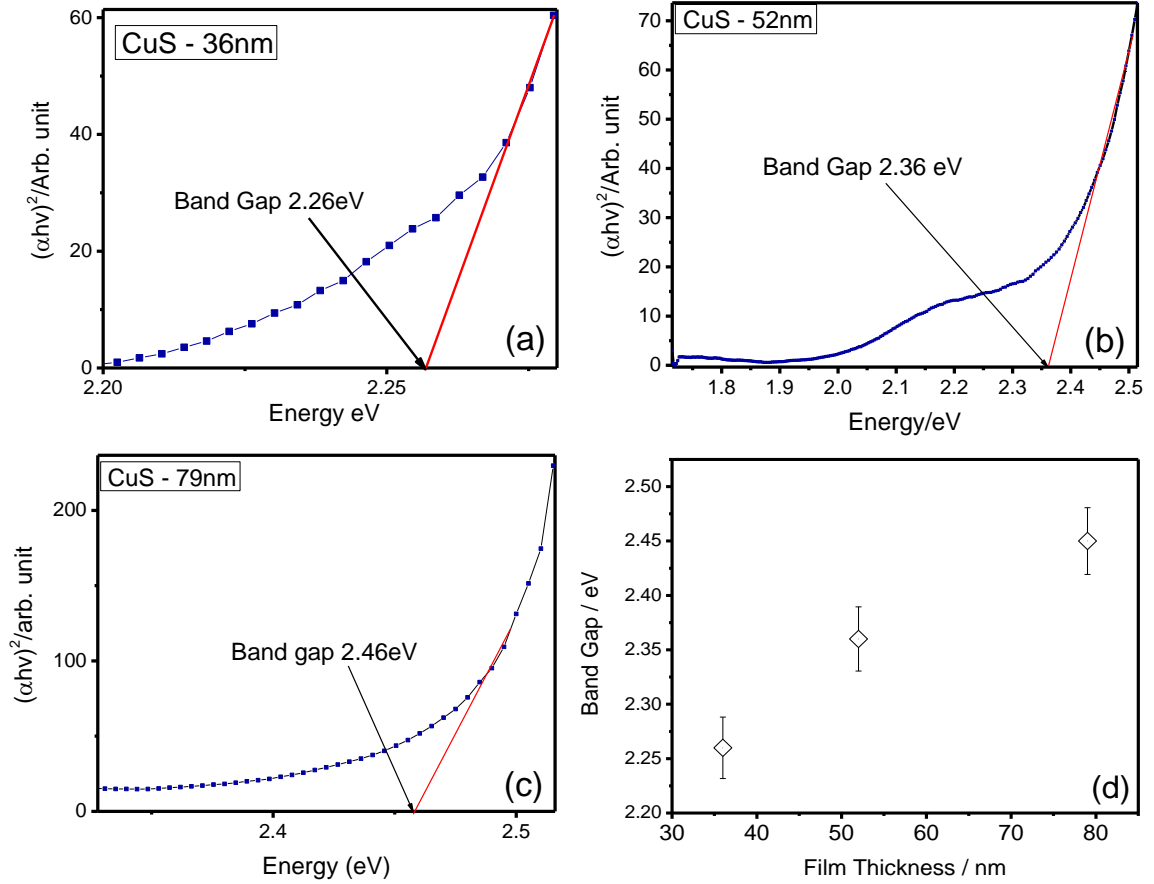 CuS - 36nm
60
40
20
0
(αhν)²/Arb. unit
Band Gap 2.26eV
(a)
2.20
2.25
Energy eV
CuS - 52nm
70
60
50
40
30
20
10
0
(αhν)²/Arb. unit
Band Gap 2.36 eV
(b)
1.8
1.9
2.0
2.1
2.2
2.3
2.4
2.5
Energy/eV
CuS - 79nm
200
100
0
(αhν)²/arb. unit
Band gap 2.46eV
(c)
2.4
2.5
Energy (eV)
2.50
2.45
2.40
2.35
2.30
2.25
2.20
Band Gap / eV
(d)
30
40
50
60
70
80
Film Thickness / nm